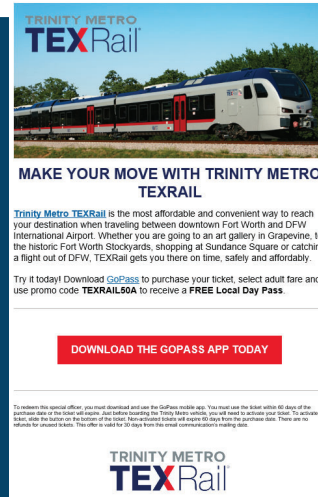 TRINITY METRO
TEXRail
MAKE YOUR MOVE WITH TRINITY METRO
TEXRAIL
Trinity Metro TEXRail is the most affordable and convenient way to reach
your destination when traveling between downtown Fort Worth and DFW
International Airport. Whether you are going to an art gallery in Grapevine,
the historic Fort Worth Stockyards, shopping at Sundance Square or
a flight out of DFW, TEXRail gets you there on time, safely and affordably.
Try it today! Download GoPass to purchase your ticket, select adult fare and
use promo code TEXRAIL50A to receive a FREE Local Day Pass.
DOWNLOAD THE GOPASS APP TODAY
To redeem this special officer, you must download and use the GoPass mobile app. You must use the ticket within 60 days of the
purchase date or the ticket will expire. Just before boarding the Trinity Metro vehicle, you will need to activate your ticket. To activate
ticket, slide the button on the bottom of the ticket. Non-activated tickets will expire 60 days from the purchase date. There are no
refunds for unused tickets. This offer is valid for 30 days from this email communication's mailing date.
TRINITY METRO
TEXRail